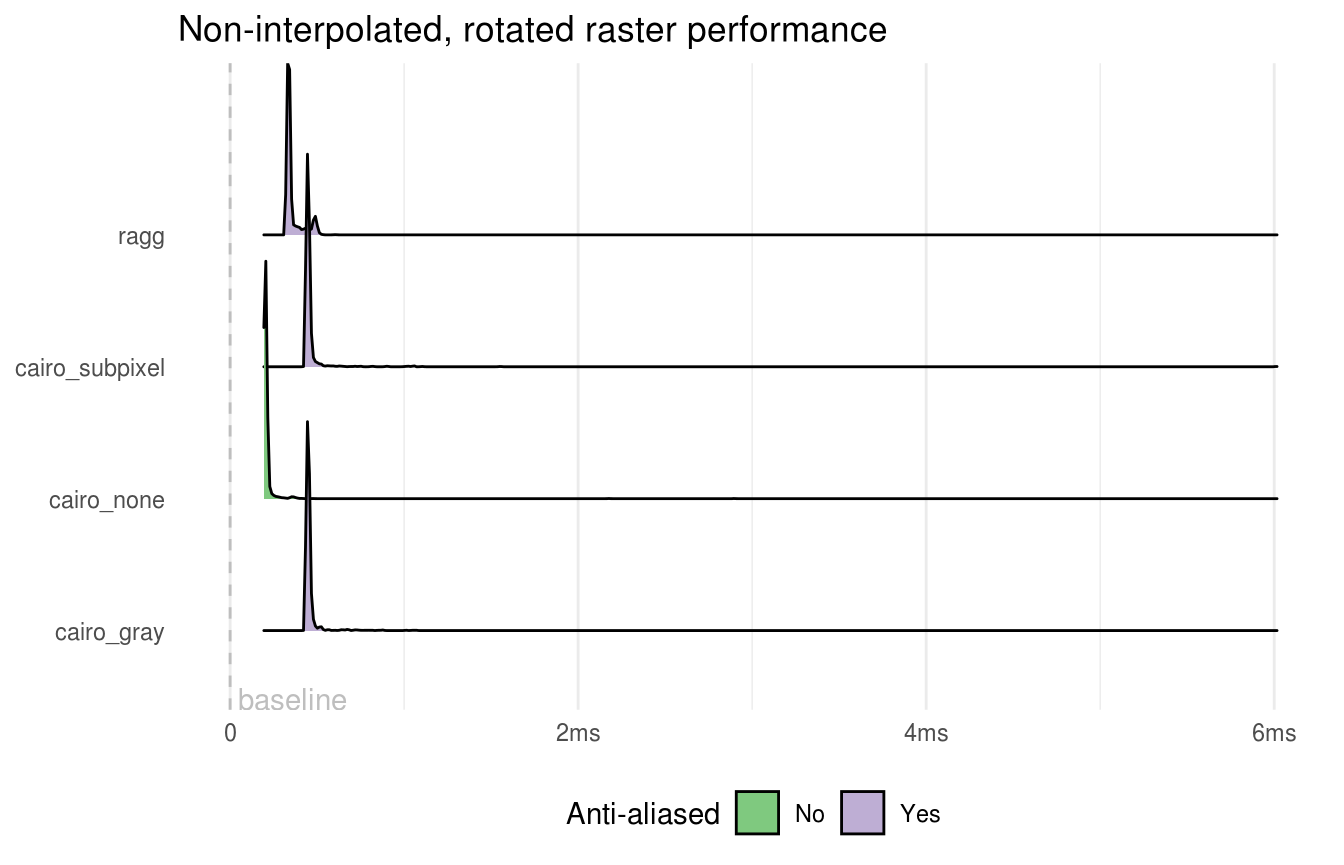 Non-interpolated, rotated raster performance
ragg
cairo_subpixel
cairo_none
cairo_gray
baseline
0 2ms 4ms 6ms
Anti-aliased No Yes